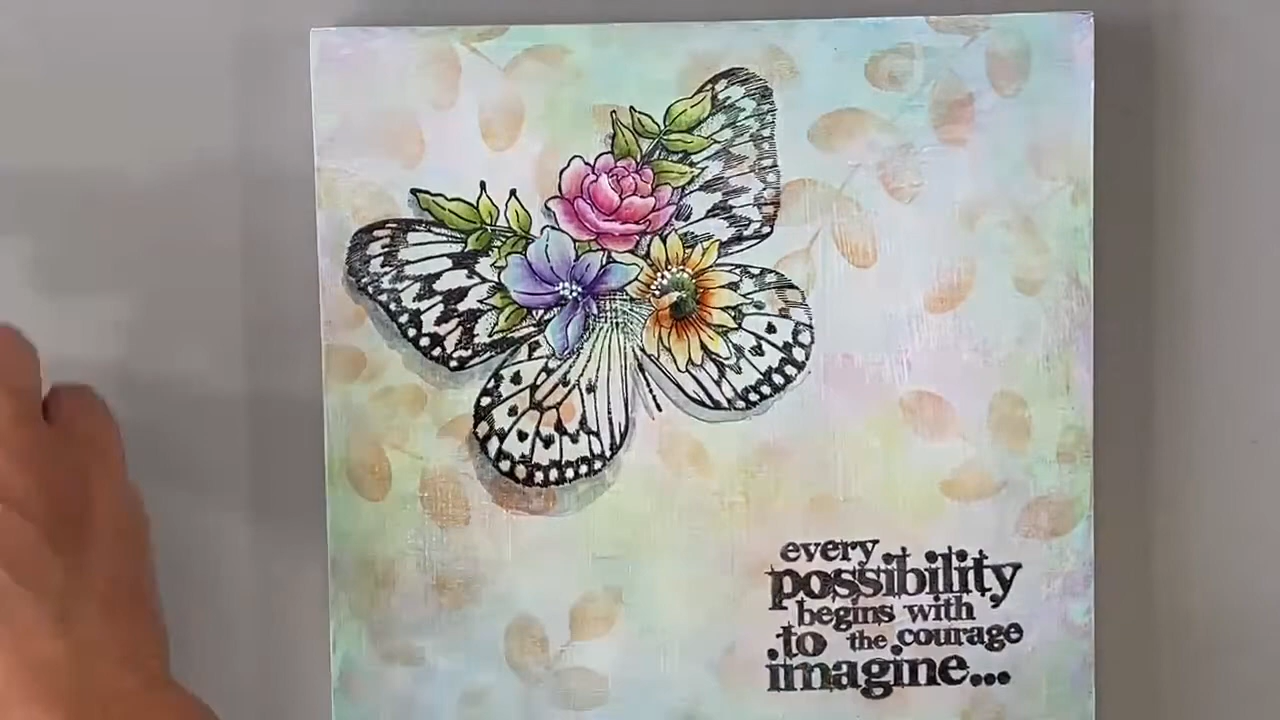 every
possibility
begins with
to the courage
imagine...